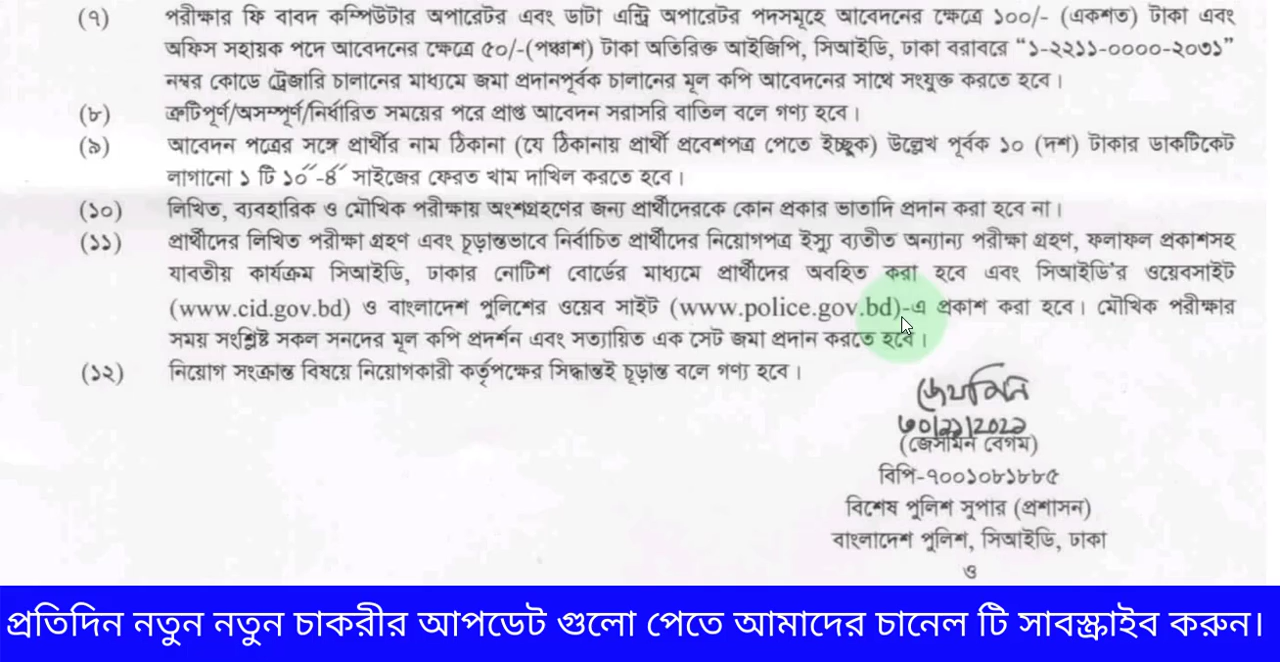 (৭) পরীক্ষার ফি বাবদ কম্পিউটার অপারেটর এবং ডাটা এন্ট্রি অপারেটর পদসমূহে আবেদনের ক্ষেত্রে ১০০/- (একশত) টাকা এবং
অফিস সহায়ক পদে আবেদনের ক্ষেত্রে ৫০/-(পঞ্চাশ) টাকা অতিরিক্ত আইজিপি, সিআইডি, ঢাকা বরাবরে “১-২২১১-০০০০-২০৩১”
নম্বর কোডে ট্রেজারি চালানের মাধ্যমে জমা প্রদানপূর্বক চালানের মূল কপি আবেদনের সাথে সংযুক্ত করতে হবে।
(৮) ত্রুটিপূর্ণ/অসম্পূর্ণ/নির্ধারিত সময়ের পরে প্রাপ্ত আবেদন সরাসরি বাতিল বলে গণ্য হবে।
(৯) আবেদন পত্রের সঙ্গে প্রার্থীর নাম ঠিকানা (যে ঠিকানায় প্রার্থী প্রবেশপত্র পেতে ইচ্ছুক) উল্লেখ পূর্বক ১০ (দশ) টাকার ডাকটিকেট
লাগানো ১ টি ১০˝-৪˝ সাইজের ফেরত খাম দাখিল করতে হবে।
(১০) লিখিত, ব্যবহারিক ও মৌখিক পরীক্ষায় অংশগ্রহণের জন্য প্রার্থীদেরকে কোন প্রকার ভাতাদি প্রদান করা হবে না।
(১১) প্রার্থীদের লিখিত পরীক্ষা গ্রহণ এবং চূড়ান্তভাবে নির্বাচিত প্রার্থীদের নিয়োগপত্র ইস্যু ব্যতীত অন্যান্য পরীক্ষা গ্রহণ, ফলাফল প্রকাশসহ
যাবতীয় কার্যক্রম সিআইডি, ঢাকার নোটিশ বোর্ডের মাধ্যমে প্রার্থীদের অবহিত করা হবে এবং সিআইডি'র ওয়েবসাইট
(www.cid.gov.bd) ও বাংলাদেশ পুলিশের ওয়েব সাইট (www.police.gov.bd)-এ প্রকাশ করা হবে। মৌখিক পরীক্ষার
সময় সংশ্লিষ্ট সকল সনদের মূল কপি প্রদর্শন এবং সত্যায়িত এক সেট জমা প্রদান করতে হবে।
(১২) নিয়োগ সংক্রান্ত বিষয়ে নিয়োগকারী কর্তৃপক্ষের সিদ্ধান্তই চূড়ান্ত বলে গণ্য হবে।
জেসমিন
৩০/১১/২০২১
(জেসমিন বেগম)
বিপি-৭০০১০৮১৮৮৫
বিশেষ পুলিশ সুপার (প্রশাসন)
বাংলাদেশ পুলিশ, সিআইডি, ঢাকা
ও
প্রতিদিন নতুন নতুন চাকরীর আপডেট গুলো পেতে আমাদের চানেল টি সাবস্ক্রাইব করুন।